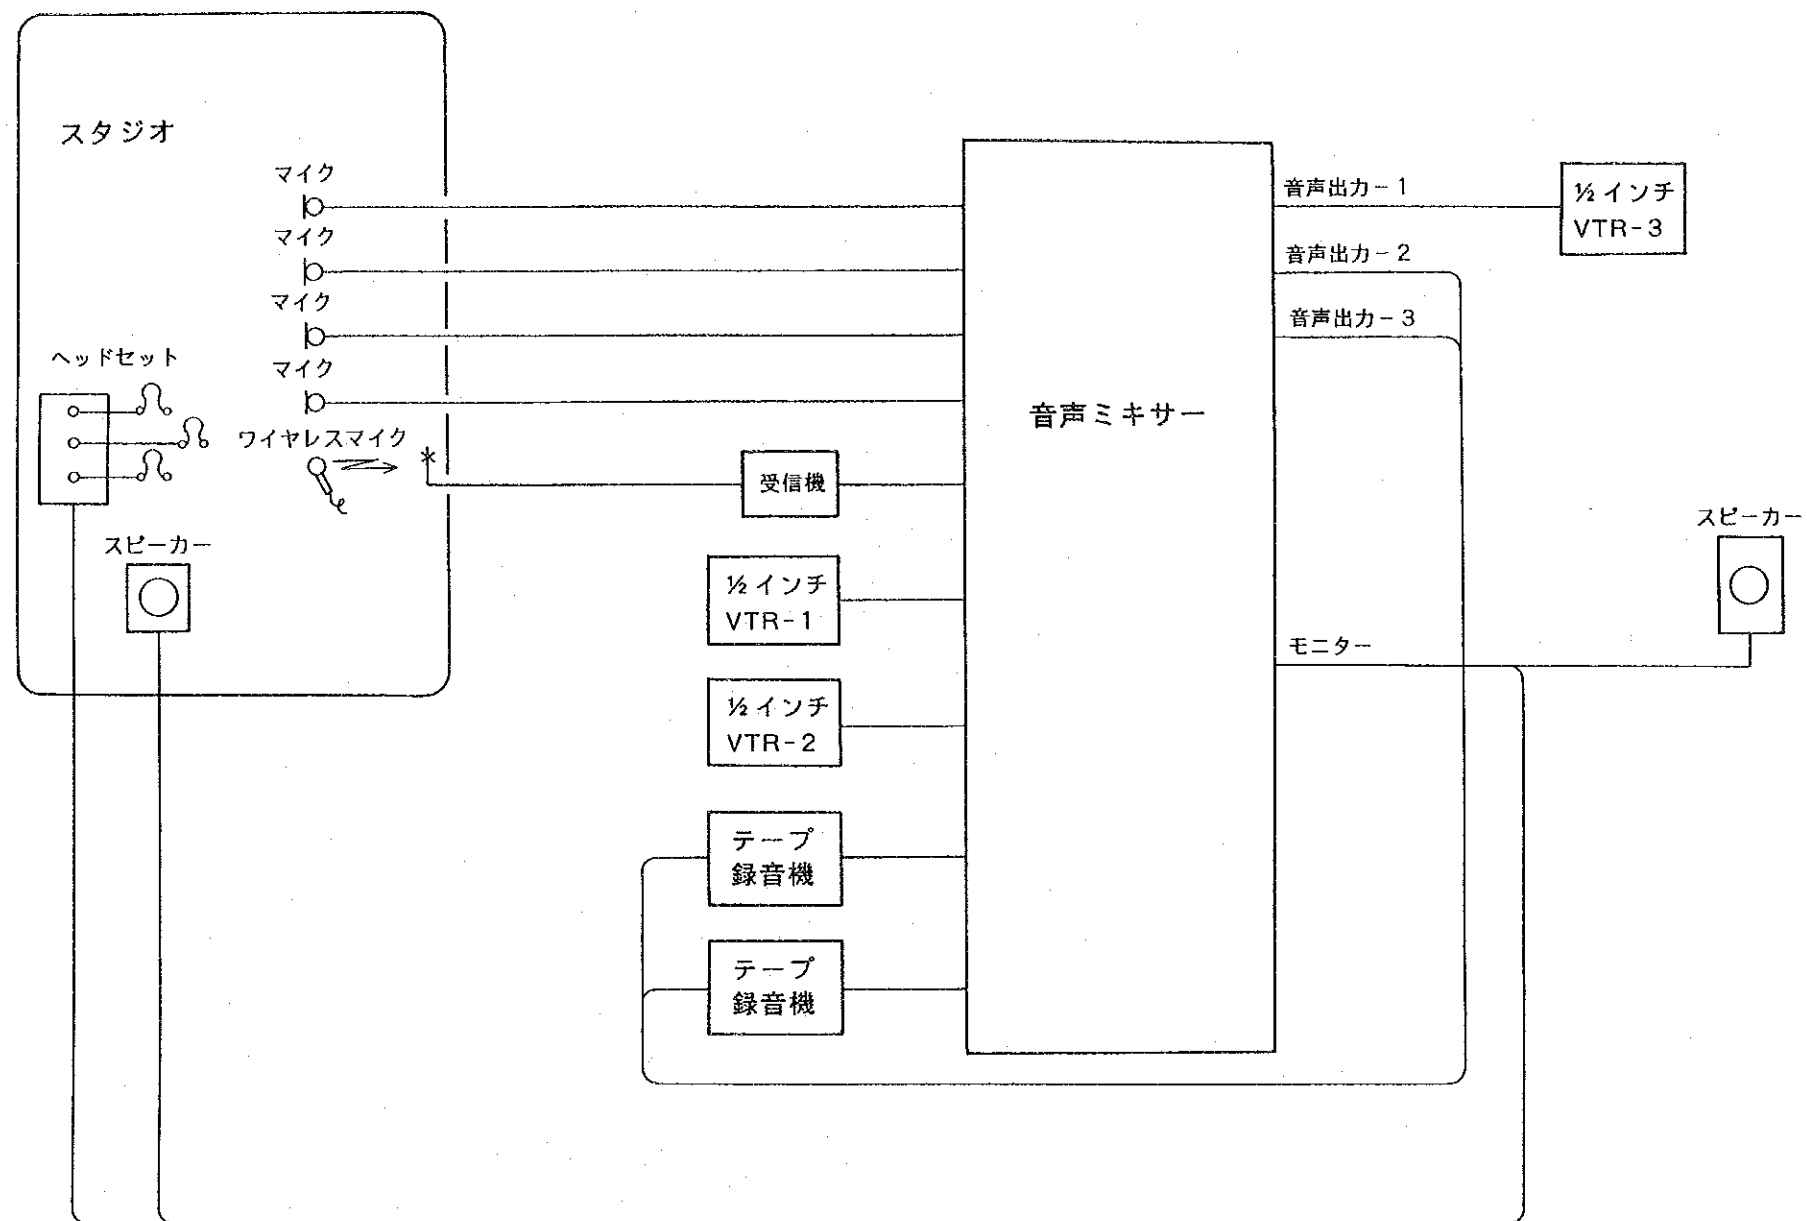 スタジオ
マイク
マイク
マイク
マイク
ヘッドセット
ワイヤレスマイク
スピーカー
受信機
½インチ
VTR-1
½インチ
VTR-2
テープ
録音機
テープ
録音機
音声ミキサー
音声出力-1
音声出力-2
音声出力-3
モニター
½インチ
VTR-3
スピーカー